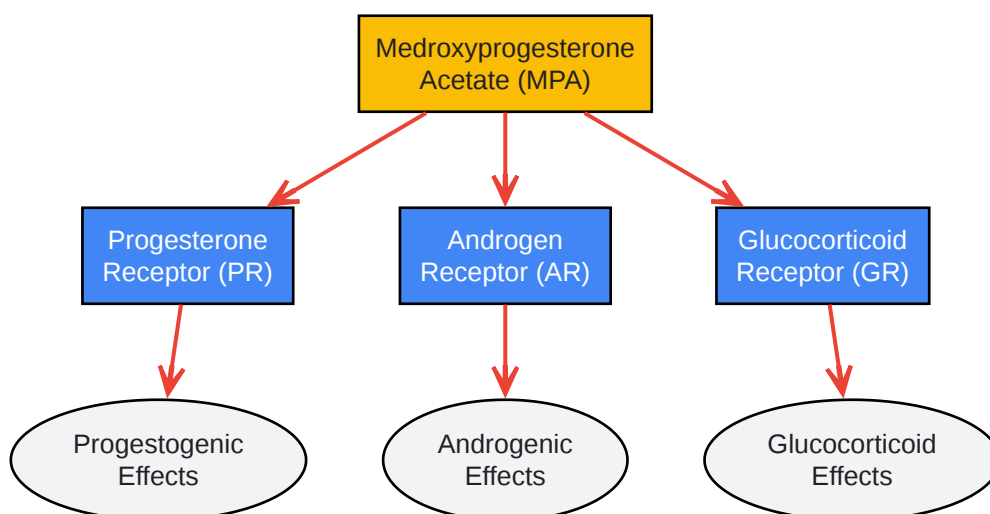 Medroxyprogesterone
Acetate (MPA)
Progesterone
Receptor (PR)
Androgen
Receptor (AR)
Glucocorticoid
Receptor (GR)
Progestogenic
Effects
Androgenic
Effects
Glucocorticoid
Effects